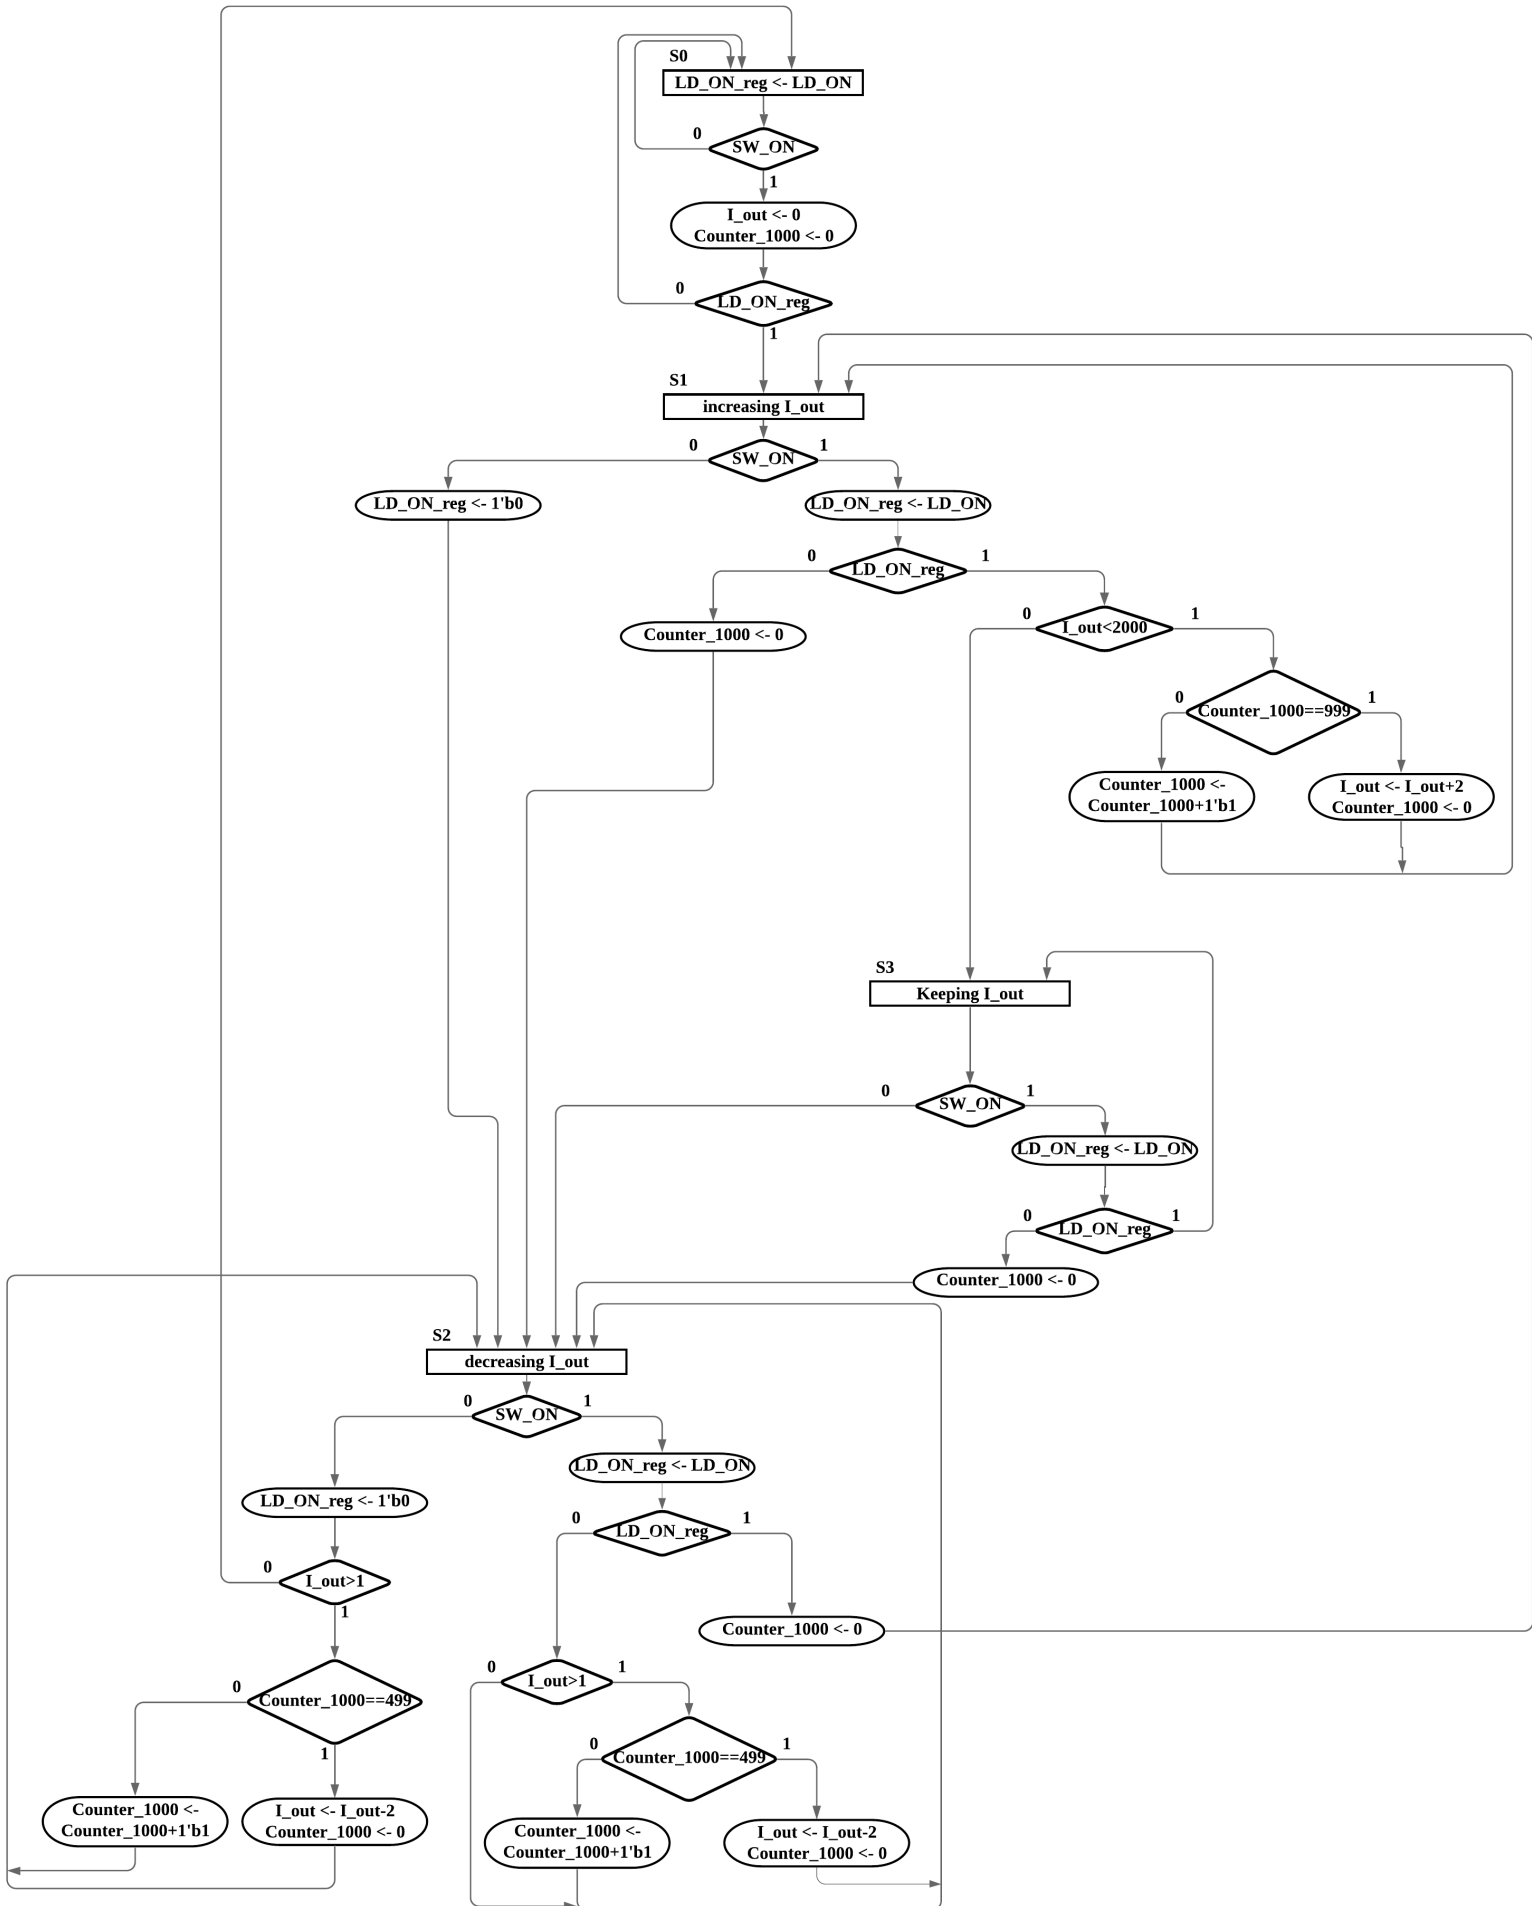 S0
LD_ON_reg <- LD_ON
0
SW_ON
1
I_out <- 0
Counter_1000 <- 0
0
LD_ON_reg
1
S1
increasing I_out
0
SW_ON
1
LD_ON_reg <- 1'b0
LD_ON_reg <- LD_ON
0
LD_ON_reg
1
Counter_1000 <- 0
0
I_out<2000
1
0
Counter_1000==999
1
Counter_1000 <-
Counter_1000+1'b1
I_out <- I_out+2
Counter_1000 <- 0
S3
Keeping I_out
0
SW_ON
1
LD_ON_reg <- LD_ON
0
LD_ON_reg
1
Counter_1000 <- 0
S2
decreasing I_out
0
SW_ON
1
LD_ON_reg <- LD_ON
LD_ON_reg <- 1'b0
0
LD_ON_reg
1
0
I_out>1
1
Counter_1000 <- 0
0
I_out>1
1
0
Counter_1000==499
1
0
Counter_1000==499
1
Counter_1000 <-
Counter_1000+1'b1
I_out <- I_out-2
Counter_1000 <- 0
Counter_1000 <-
Counter_1000+1'b1
I_out <- I_out-2
Counter_1000 <- 0